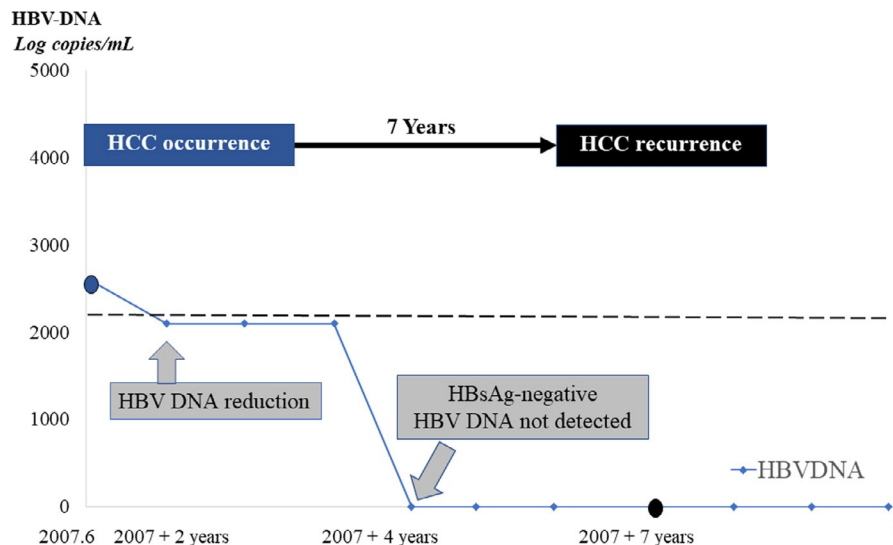 HBV-DNA
Log copies/mL
5000
4000
3000
2000
1000
0
HCC occurrence
7 Years
HCC recurrence
HBV DNA reduction
HBsAg-negative
HBV DNA not detected
HBVDNA
2007.6
2007 + 2 years
2007 + 4 years
2007 + 7 years